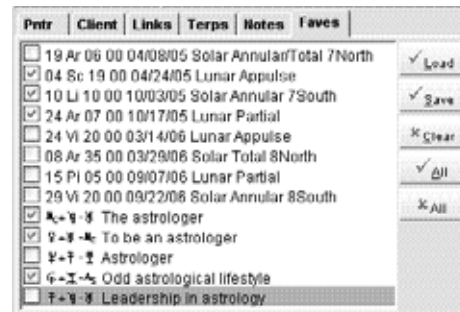 Pntr Client Links Terps Notes Faves
19 Ar 06 00 04/08/05 Solar Annular/Total 7North
04 Sc 19 00 04/24/05 Lunar Appulse
10 Li 10 00 10/03/05 Solar Annular 7South
24 Ar 07 00 10/17/05 Lunar Partial
24 Vi 20 00 03/14/06 Lunar Appulse
08 Ar 35 00 03/29/06 Solar Total 8North
15 Pi 05 00 09/07/06 Lunar Partial
29 Vi 20 00 09/22/06 Solar Annular 8South
The astrologer
To be an astrologer
Astrologer
Odd astrological lifestyle
Leadership in astrology
Load
Save
Clear
All
All